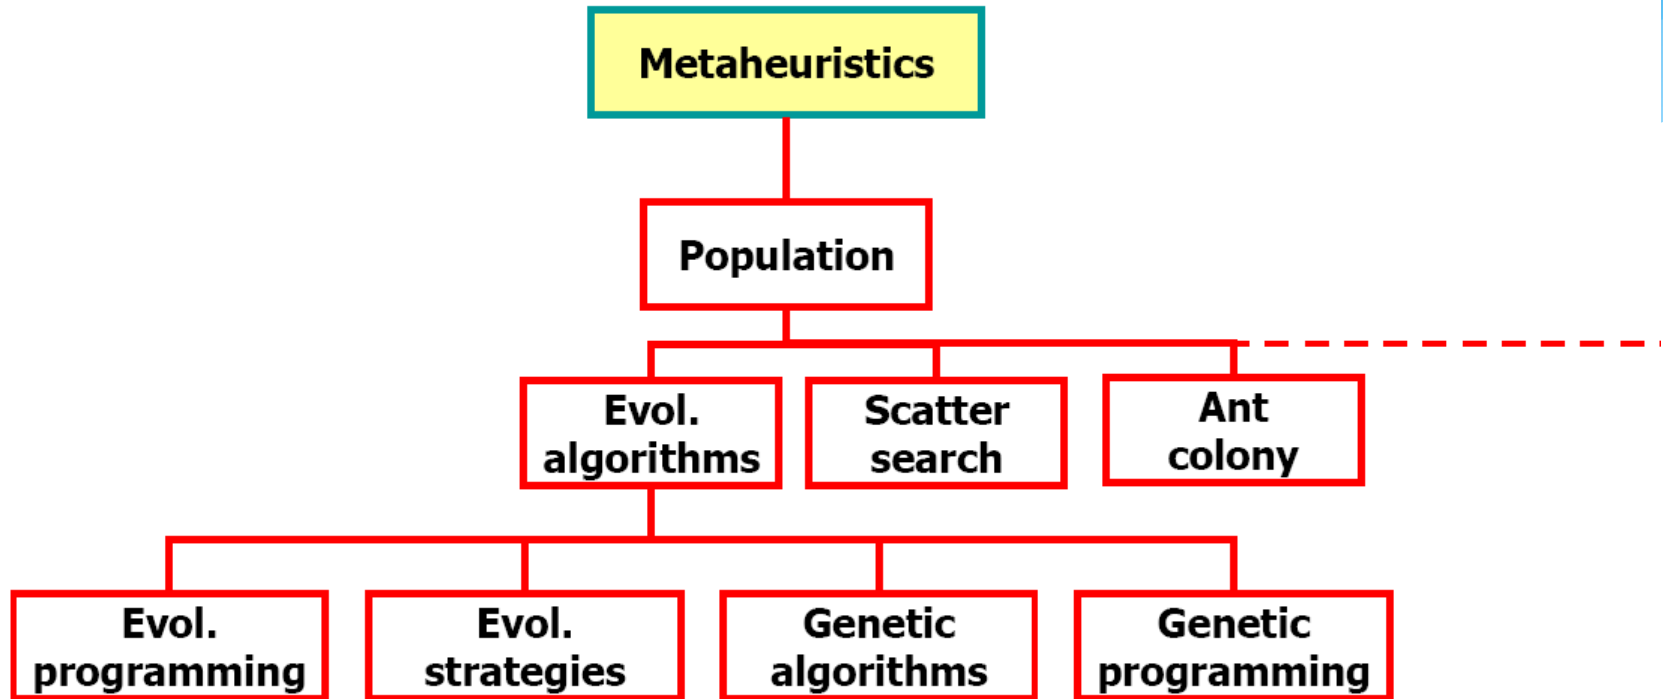 Metaheuristics
Population
Evol.
algorithms
Scatter
search
Ant
colony
Evol.
programming
Evol.
strategies
Genetic
algorithms
Genetic
programming